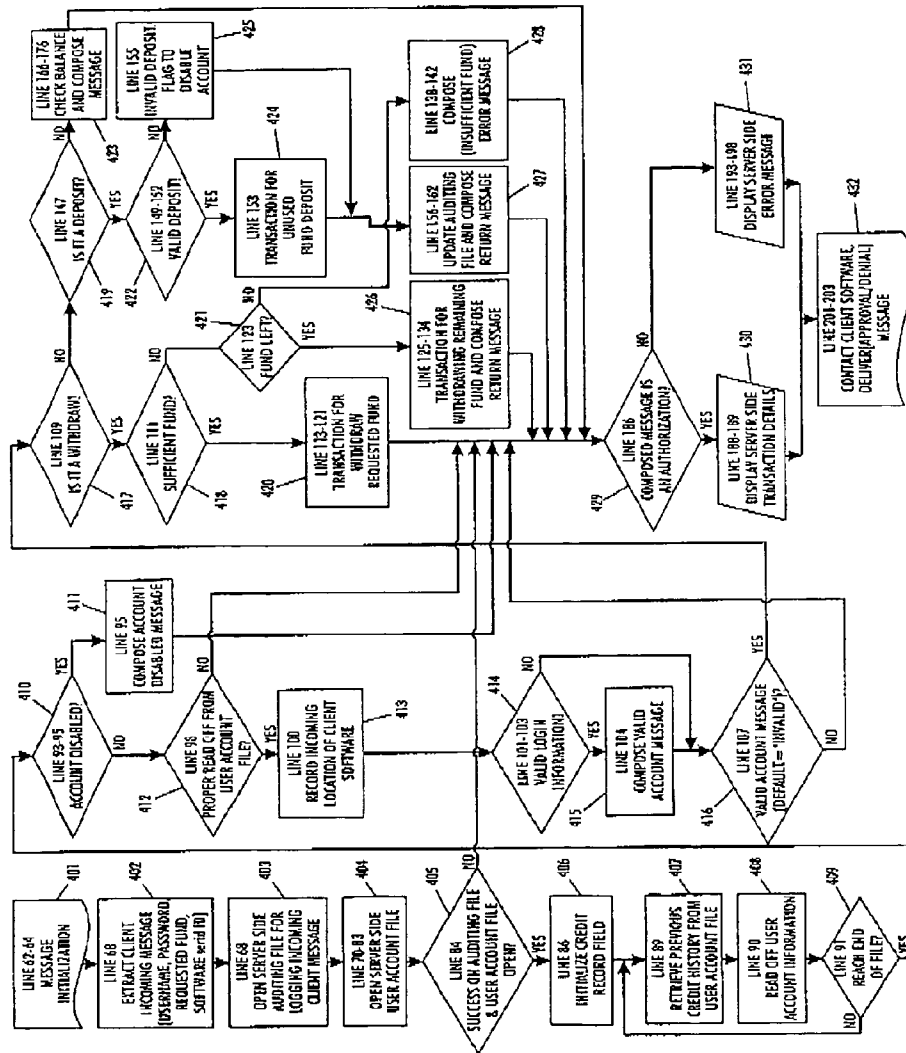 401
LINE 62-64
MESSAGE
INITIALIZATION
402
LINE 68
EXTRACT CLIENT
INCOMING MESSAGE
(USERNAME, PASSWORD,
REQUESTED FUND,
SOFTWARE serial ID)
403
LINE 68
OPEN SERVER SIDE
AUDITING FILE FOR
LOGGING INCOMING
CLIENT MESSAGE
404
LINE 70-83
OPEN SERVER SIDE
USER ACCOUNT FILE
405
LINE 84
SUCCESS ON AUDITING FILE
& USER ACCOUNT FILE
OPEN?
NO
YES
406
LINE 86
INITIALIZE CREDIT
RECORD FIELD
407
LINE 89
RETRIEVE PREVIOUS
CREDIT HISTORY FROM
USER ACCOUNT FILE
408
LINE 90
READ OFF USER
ACCOUNT INFORMATION
409
LINE 91
REACH END
OF FILE?
NO
YES
410
LINE 93-95
ACCOUNT DISABLED?
YES
NO
411
LINE 95
COMPOSE ACCOUNT
DISABLED MESSAGE
412
LINE 98
PROPER READ OFF FROM
USER ACCOUNT
FILE?
NO
YES
413
LINE 100
RECORD INCOMING
LOCATION OF CLIENT
SOFTWARE
414
LINE 101-103
VALID LOGIN
INFORMATION?
NO
YES
415
LINE 104
COMPOSE VALID
ACCOUNT MESSAGE
416
LINE 107
VALID ACCOUNT MESSAGE
(DEFAULT="INVALID")?
YES
NO
417
LINE 109
IS IT A WITHDRAW?
NO
YES
418
LINE 111
SUFFICIENT FUND?
NO
YES
419
LINE 147
IS IT A DEPOSIT?
NO
YES
420
LINE 113-121
TRANSACTION FOR
WITHDRAW
REQUESTED FUND
421
LINE 123
FUND LEFT?
NO
YES
422
LINE 149-152
VALID DEPOSIT?
NO
YES
423
LINE 166-176
CHECK BALANCE
AND COMPOSE
MESSAGE
424
LINE 153
TRANSACTION FOR
UNUSED
FUND DEPOSIT
425
LINE 155
INVALID DEPOSIT,
FLAG TO
DISABLE
ACCOUNT
426
LINE 125-134
TRANSACTION FOR
WITHDRAWING REMAINING
FUND AND COMPOSE
RETURN MESSAGE
427
LINE 156-162
UPDATE AUDITING
FILE AND COMPOSE
RETURN MESSAGE
428
LINE 138-142
COMPOSE
(INSUFFICIENT FUND)
ERROR MESSAGE
429
LINE 186
COMPOSED MESSAGE IS
AN AUTHORIZATION?
NO
YES
430
LINE 188-189
DISPLAY SERVER SIDE
TRANSACTION DETAILS
431
LINE 193-198
DISPLAY SERVER SIDE
ERROR MESSAGE
432
LINE 201-203
CONTACT CLIENT SOFTWARE,
DELIVER(APPROVAL/DENIAL)
MESSAGE